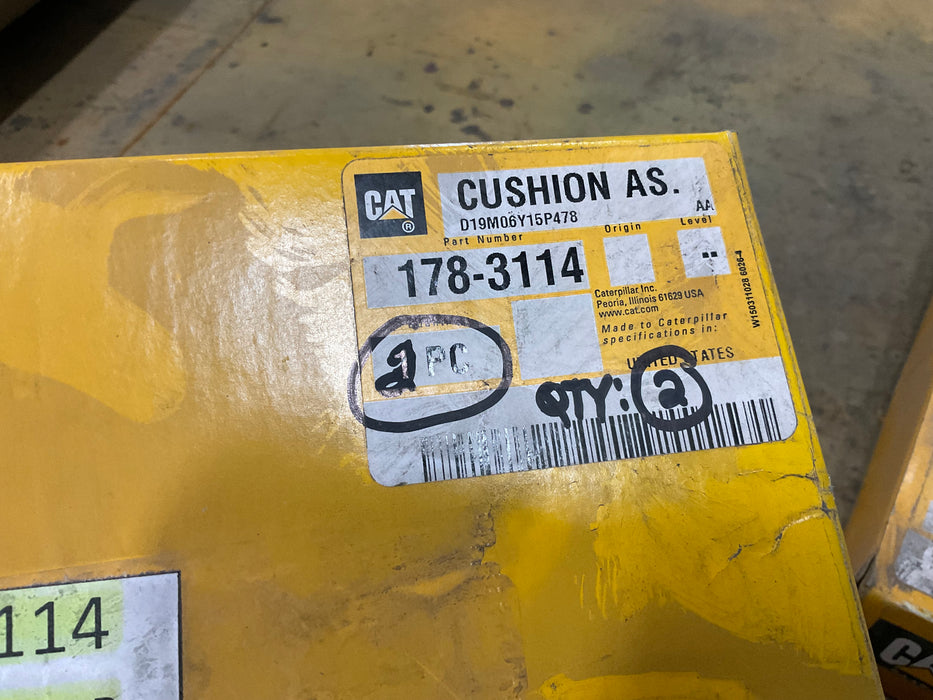 CAT®
CUSHION AS.
D19M06Y15P478
AA
Part Number
Origin
Level
178-3114
--
Caterpillar Inc.
Peoria, Illinois 61629 USA
www.cat.com
Made to Caterpillar
specifications in:
UNITED STATES
W150311028 6026-4
2 PC
QTY: 2
114
CA